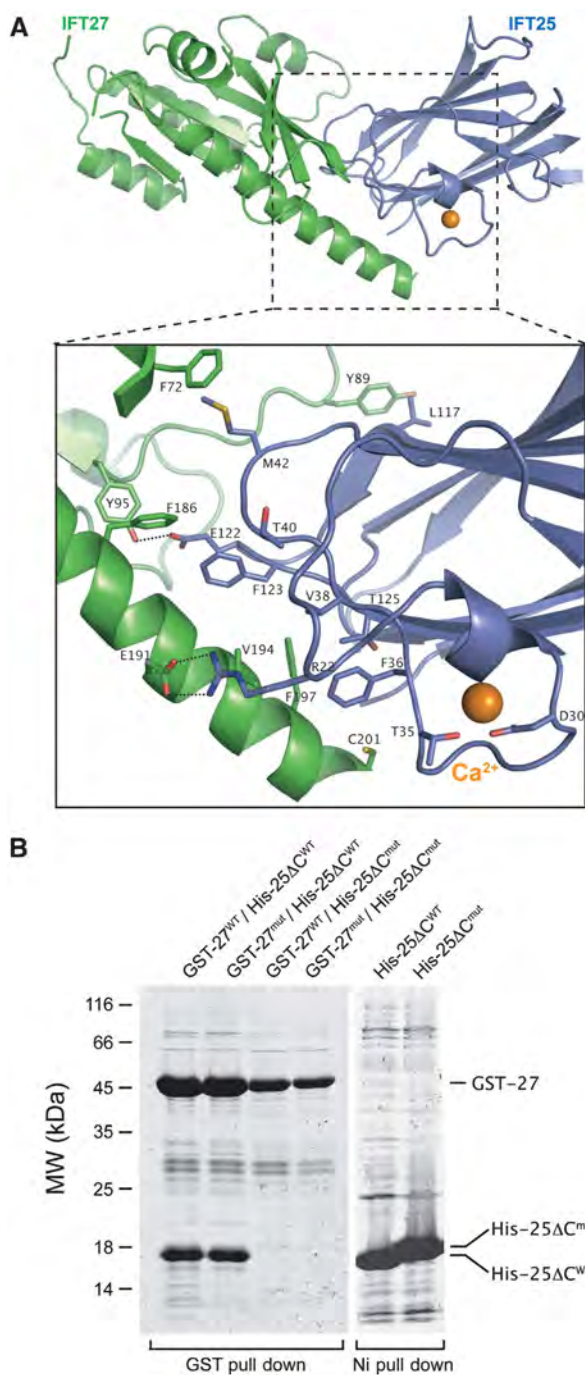 A
IFT27
IFT25
F72
Y89
L117
M42
Y95
F186
E122
T40
F123
V38
T125
E191
V194
R22
F36
F197
T35
D30
C201
Ca²⁺
B
GST-27ᵂᵀ / His-25ΔCᵂᵀ
GST-27ᵐᵘᵗ / His-25ΔCᵂᵀ
GST-27ᵂᵀ / His-25ΔCᵐᵘᵗ
GST-27ᵐᵘᵗ / His-25ΔCᵐᵘᵗ
His-25ΔCᵂᵀ
His-25ΔCᵐᵘᵗ
MW (kDa)
116
66
45
35
25
18
14
GST-27
His-25ΔCᵐ
His-25ΔCᵂ
GST pull down
Ni pull down